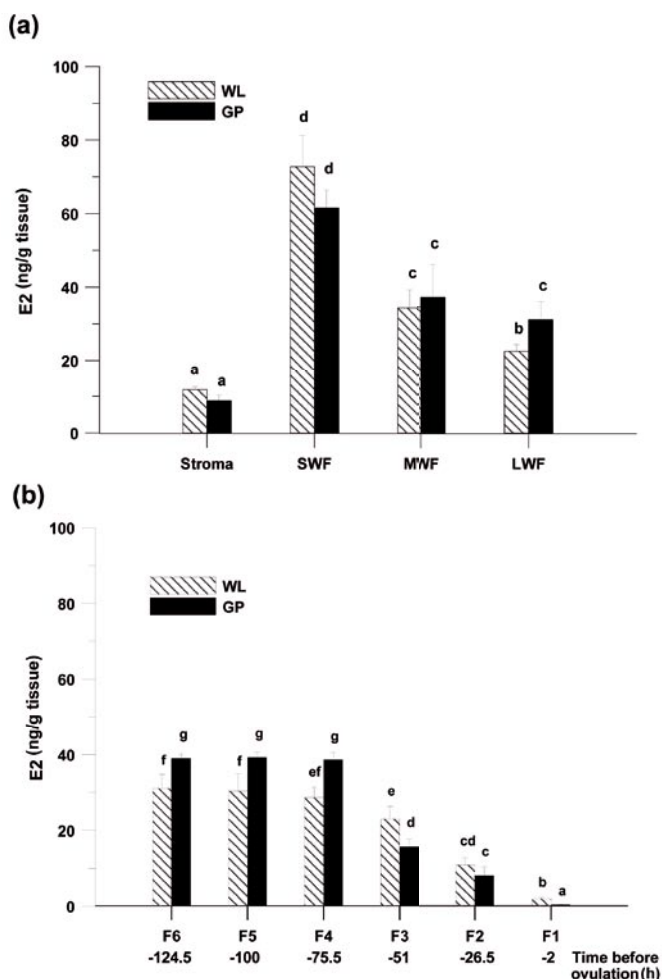 (a)
100
80
60
40
20
0
E2 (ng/g tissue)
WL
GP
a a d d c c b c
Stroma SWF MWF LWF
(b)
100
80
60
40
20
0
E2 (ng/g tissue)
WL
GP
f g f g ef g e d cd c b a
F6 F5 F4 F3 F2 F1
-124.5 -100 -75.5 -51 -26.5 -2 Time before
ovulation(h)